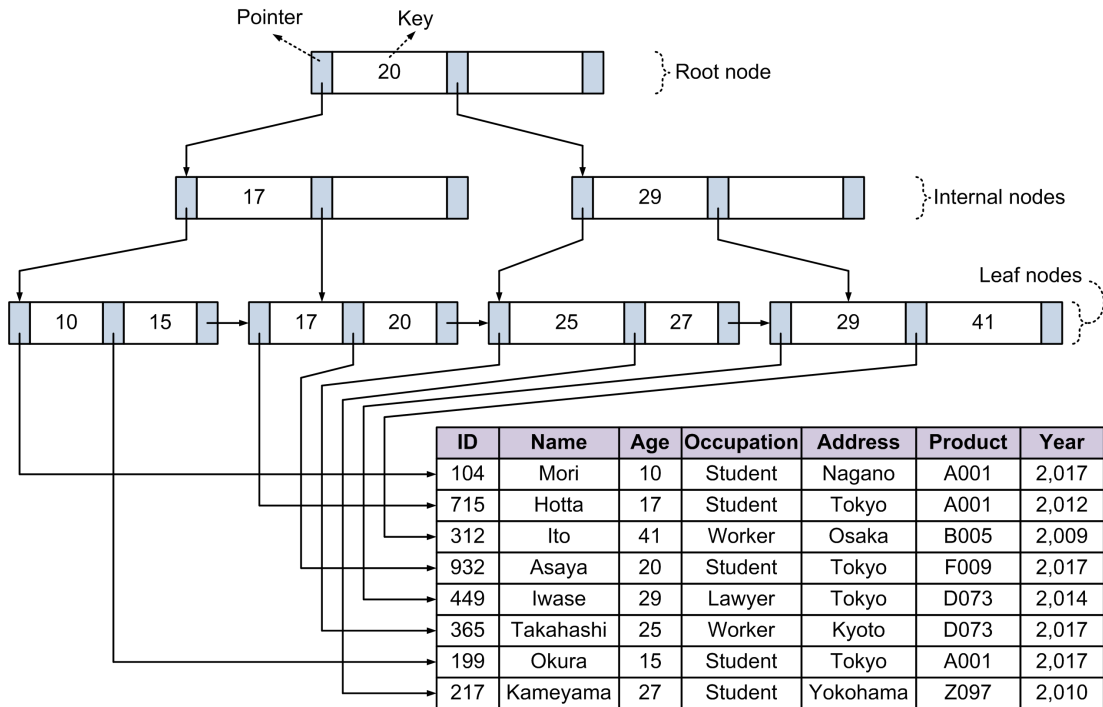 Pointer
Key
20
Root node
17
29
Internal nodes
Leaf nodes
10 15 17 20 25 27 29 41
ID Name Age Occupation Address Product Year
104 Mori 10 Student Nagano A001 2,017
715 Hotta 17 Student Tokyo A001 2,012
312 Ito 41 Worker Osaka B005 2,009
932 Asaya 20 Student Tokyo F009 2,017
449 Iwase 29 Lawyer Tokyo D073 2,014
365 Takahashi 25 Worker Kyoto D073 2,017
199 Okura 15 Student Tokyo A001 2,017
217 Kameyama 27 Student Yokohama Z097 2,010